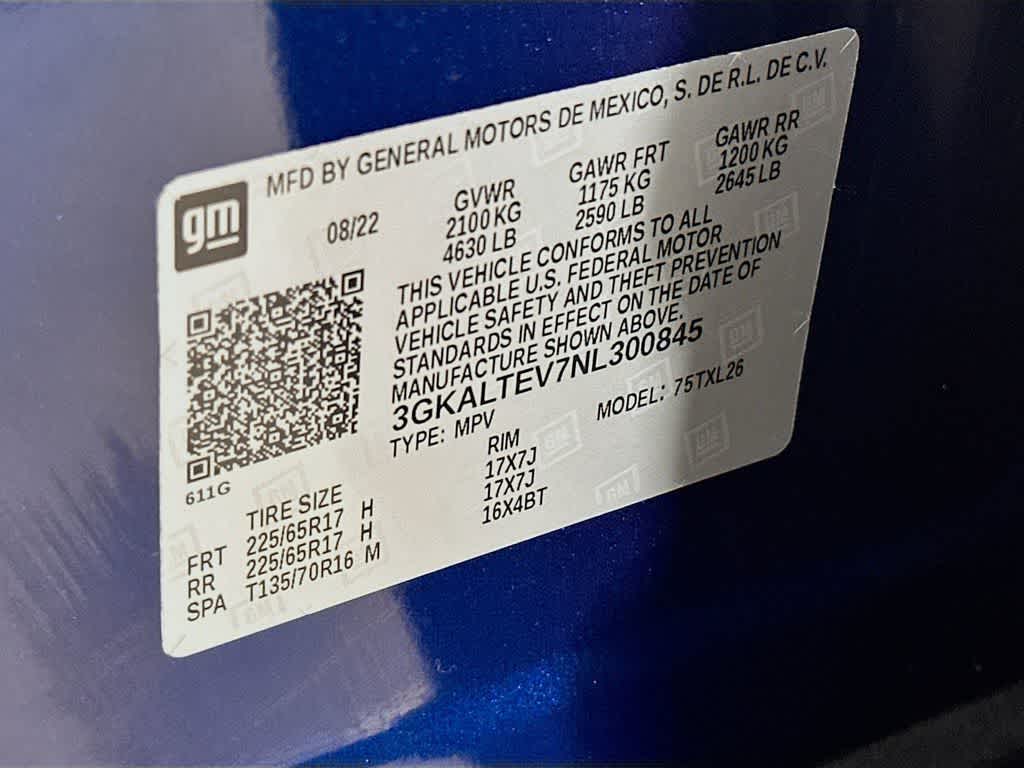 gm
MFD BY GENERAL MOTORS DE MEXICO, S. DE R.L. DE C.V.
08/22
GVWR GAWR FRT GAWR RR
2100 KG 1175 KG 1200 KG
4630 LB 2590 LB 2645 LB
THIS VEHICLE CONFORMS TO ALL
APPLICABLE U.S. FEDERAL MOTOR
VEHICLE SAFETY AND THEFT PREVENTION
STANDARDS IN EFFECT ON THE DATE OF
MANUFACTURE SHOWN ABOVE.
3GKALTEV7NL300845
TYPE: MPV MODEL: 75TXL26
611G
TIRE SIZE RIM
FRT 225/65R17 H 17X7J
RR 225/65R17 H 17X7J
SPA T135/70R16 M 16X4BT